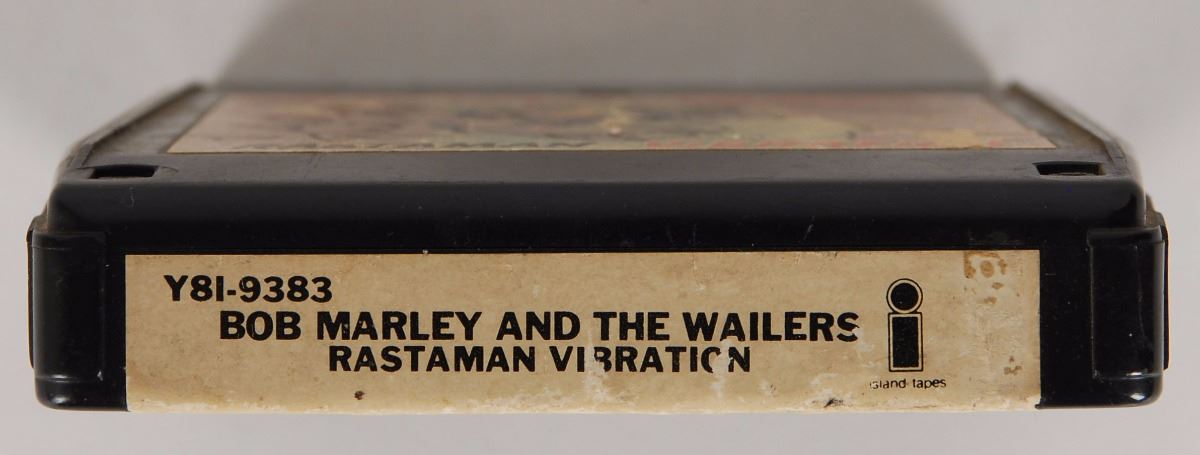 Y8I-9383
BOB MARLEY AND THE WAILERS
RASTAMAN VIBRATION
island tapes